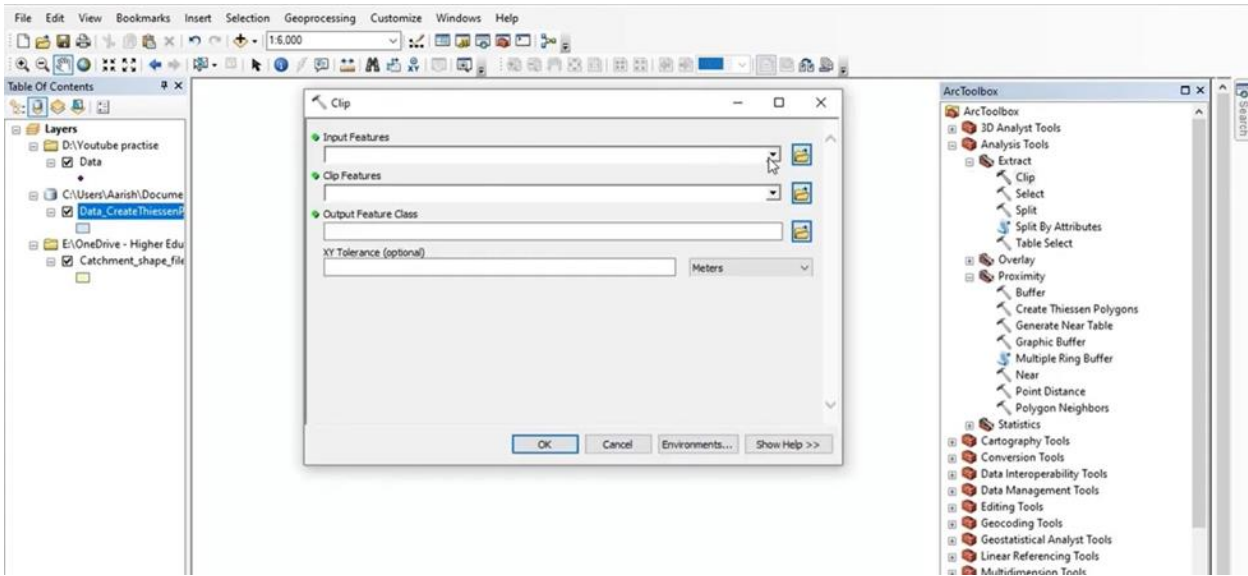 File Edit View Bookmarks Insert Selection Geoprocessing Customize Windows Help
1:6,000
Table Of Contents
Layers
D:\Youtube practise
Data
C:\Users\Aarish\Docume
Data_CreateThiessenP
E:\OneDrive - Higher Edu
Catchment_shape_file
Clip
Input Features
Clip Features
Output Feature Class
XY Tolerance (optional)
Meters
OK Cancel Environments... Show Help >>
ArcToolbox
ArcToolbox
3D Analyst Tools
Analysis Tools
Extract
Clip
Select
Split
Split By Attributes
Table Select
Overlay
Proximity
Buffer
Create Thiessen Polygons
Generate Near Table
Graphic Buffer
Multiple Ring Buffer
Near
Point Distance
Polygon Neighbors
Statistics
Cartography Tools
Conversion Tools
Data Interoperability Tools
Data Management Tools
Editing Tools
Geocoding Tools
Geostatistical Analyst Tools
Linear Referencing Tools
Multidimension Tools
Search